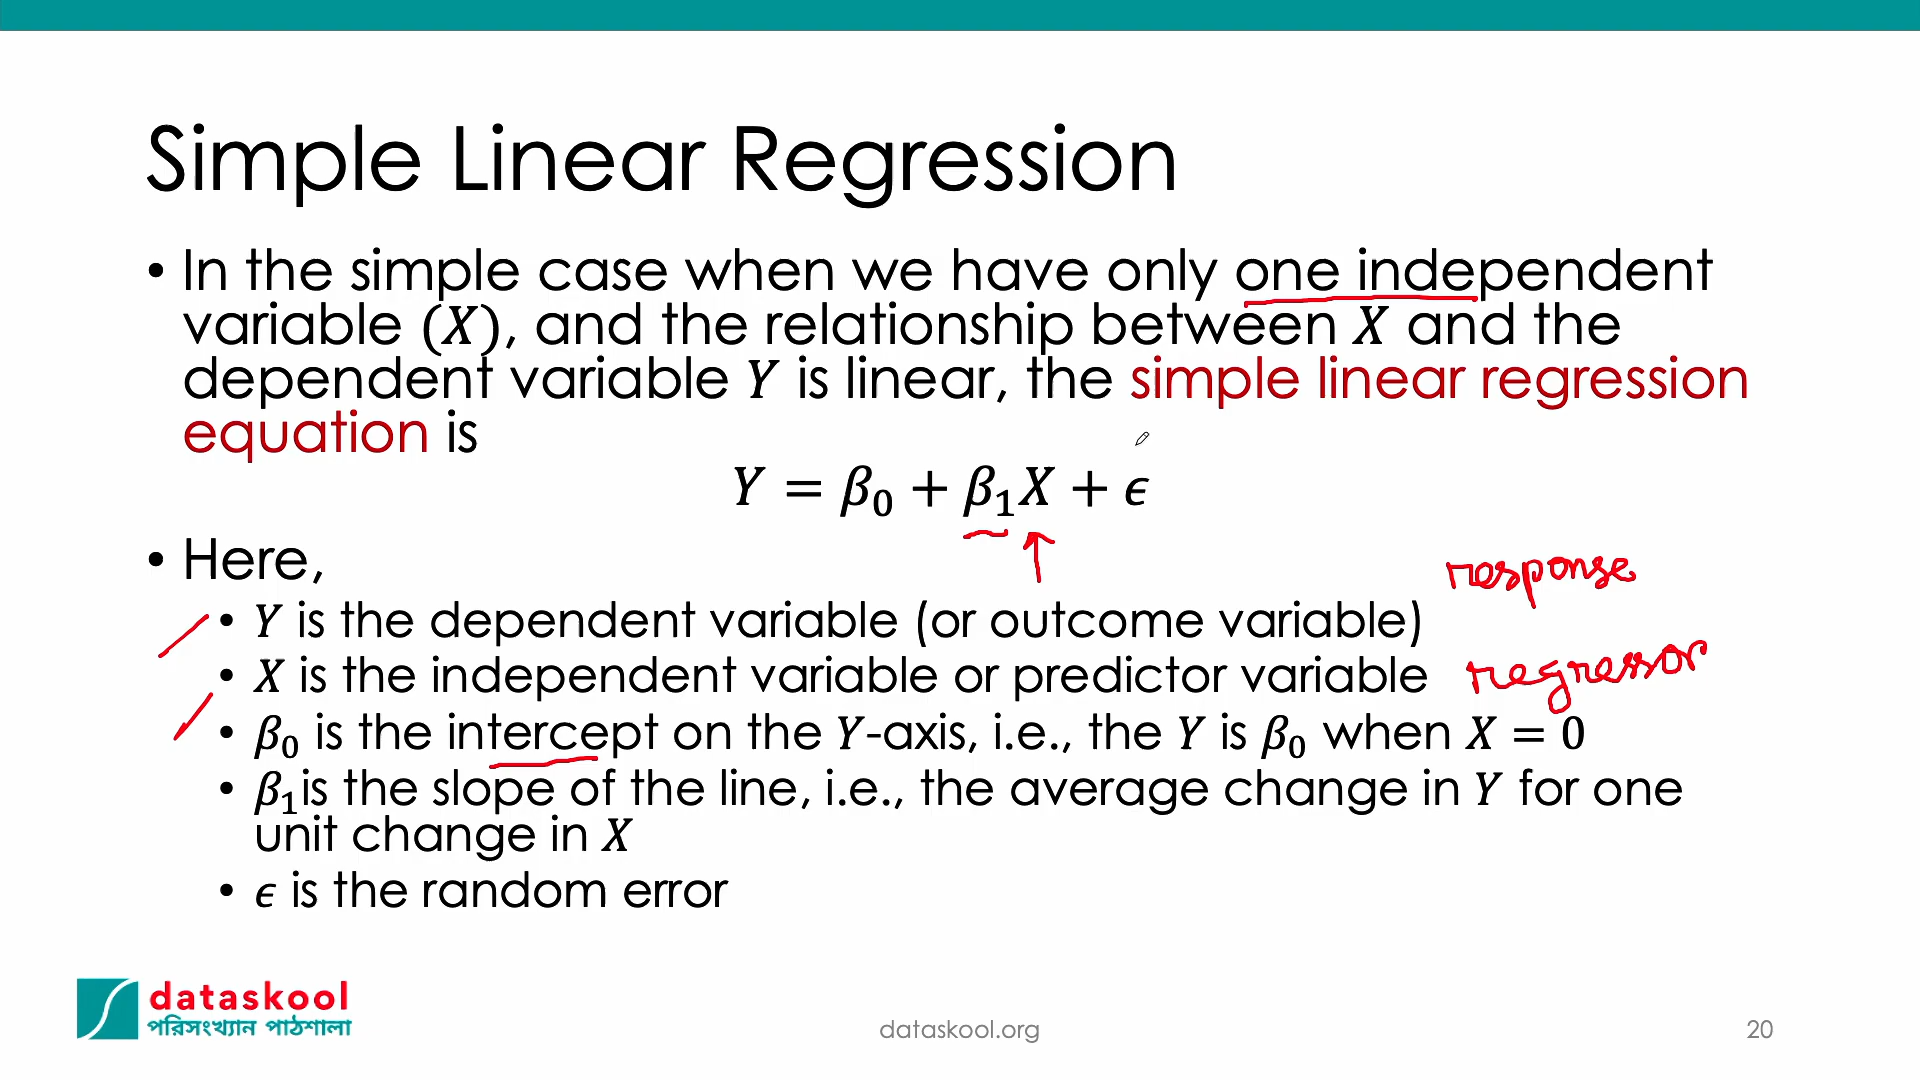 Simple Linear Regression
• In the simple case when we have only one independent
variable (X), and the relationship between X and the
dependent variable Y is linear, the simple linear regression
equation is
Y = β₀ + β₁X + ϵ
• Here,
response
• Y is the dependent variable (or outcome variable)
• X is the independent variable or predictor variable
regressor
• β₀ is the intercept on the Y-axis, i.e., the Y is β₀ when X = 0
• β₁is the slope of the line, i.e., the average change in Y for one
unit change in X
• ϵ is the random error
dataskool
পরিসংখ্যান পাঠশালা
dataskool.org
20